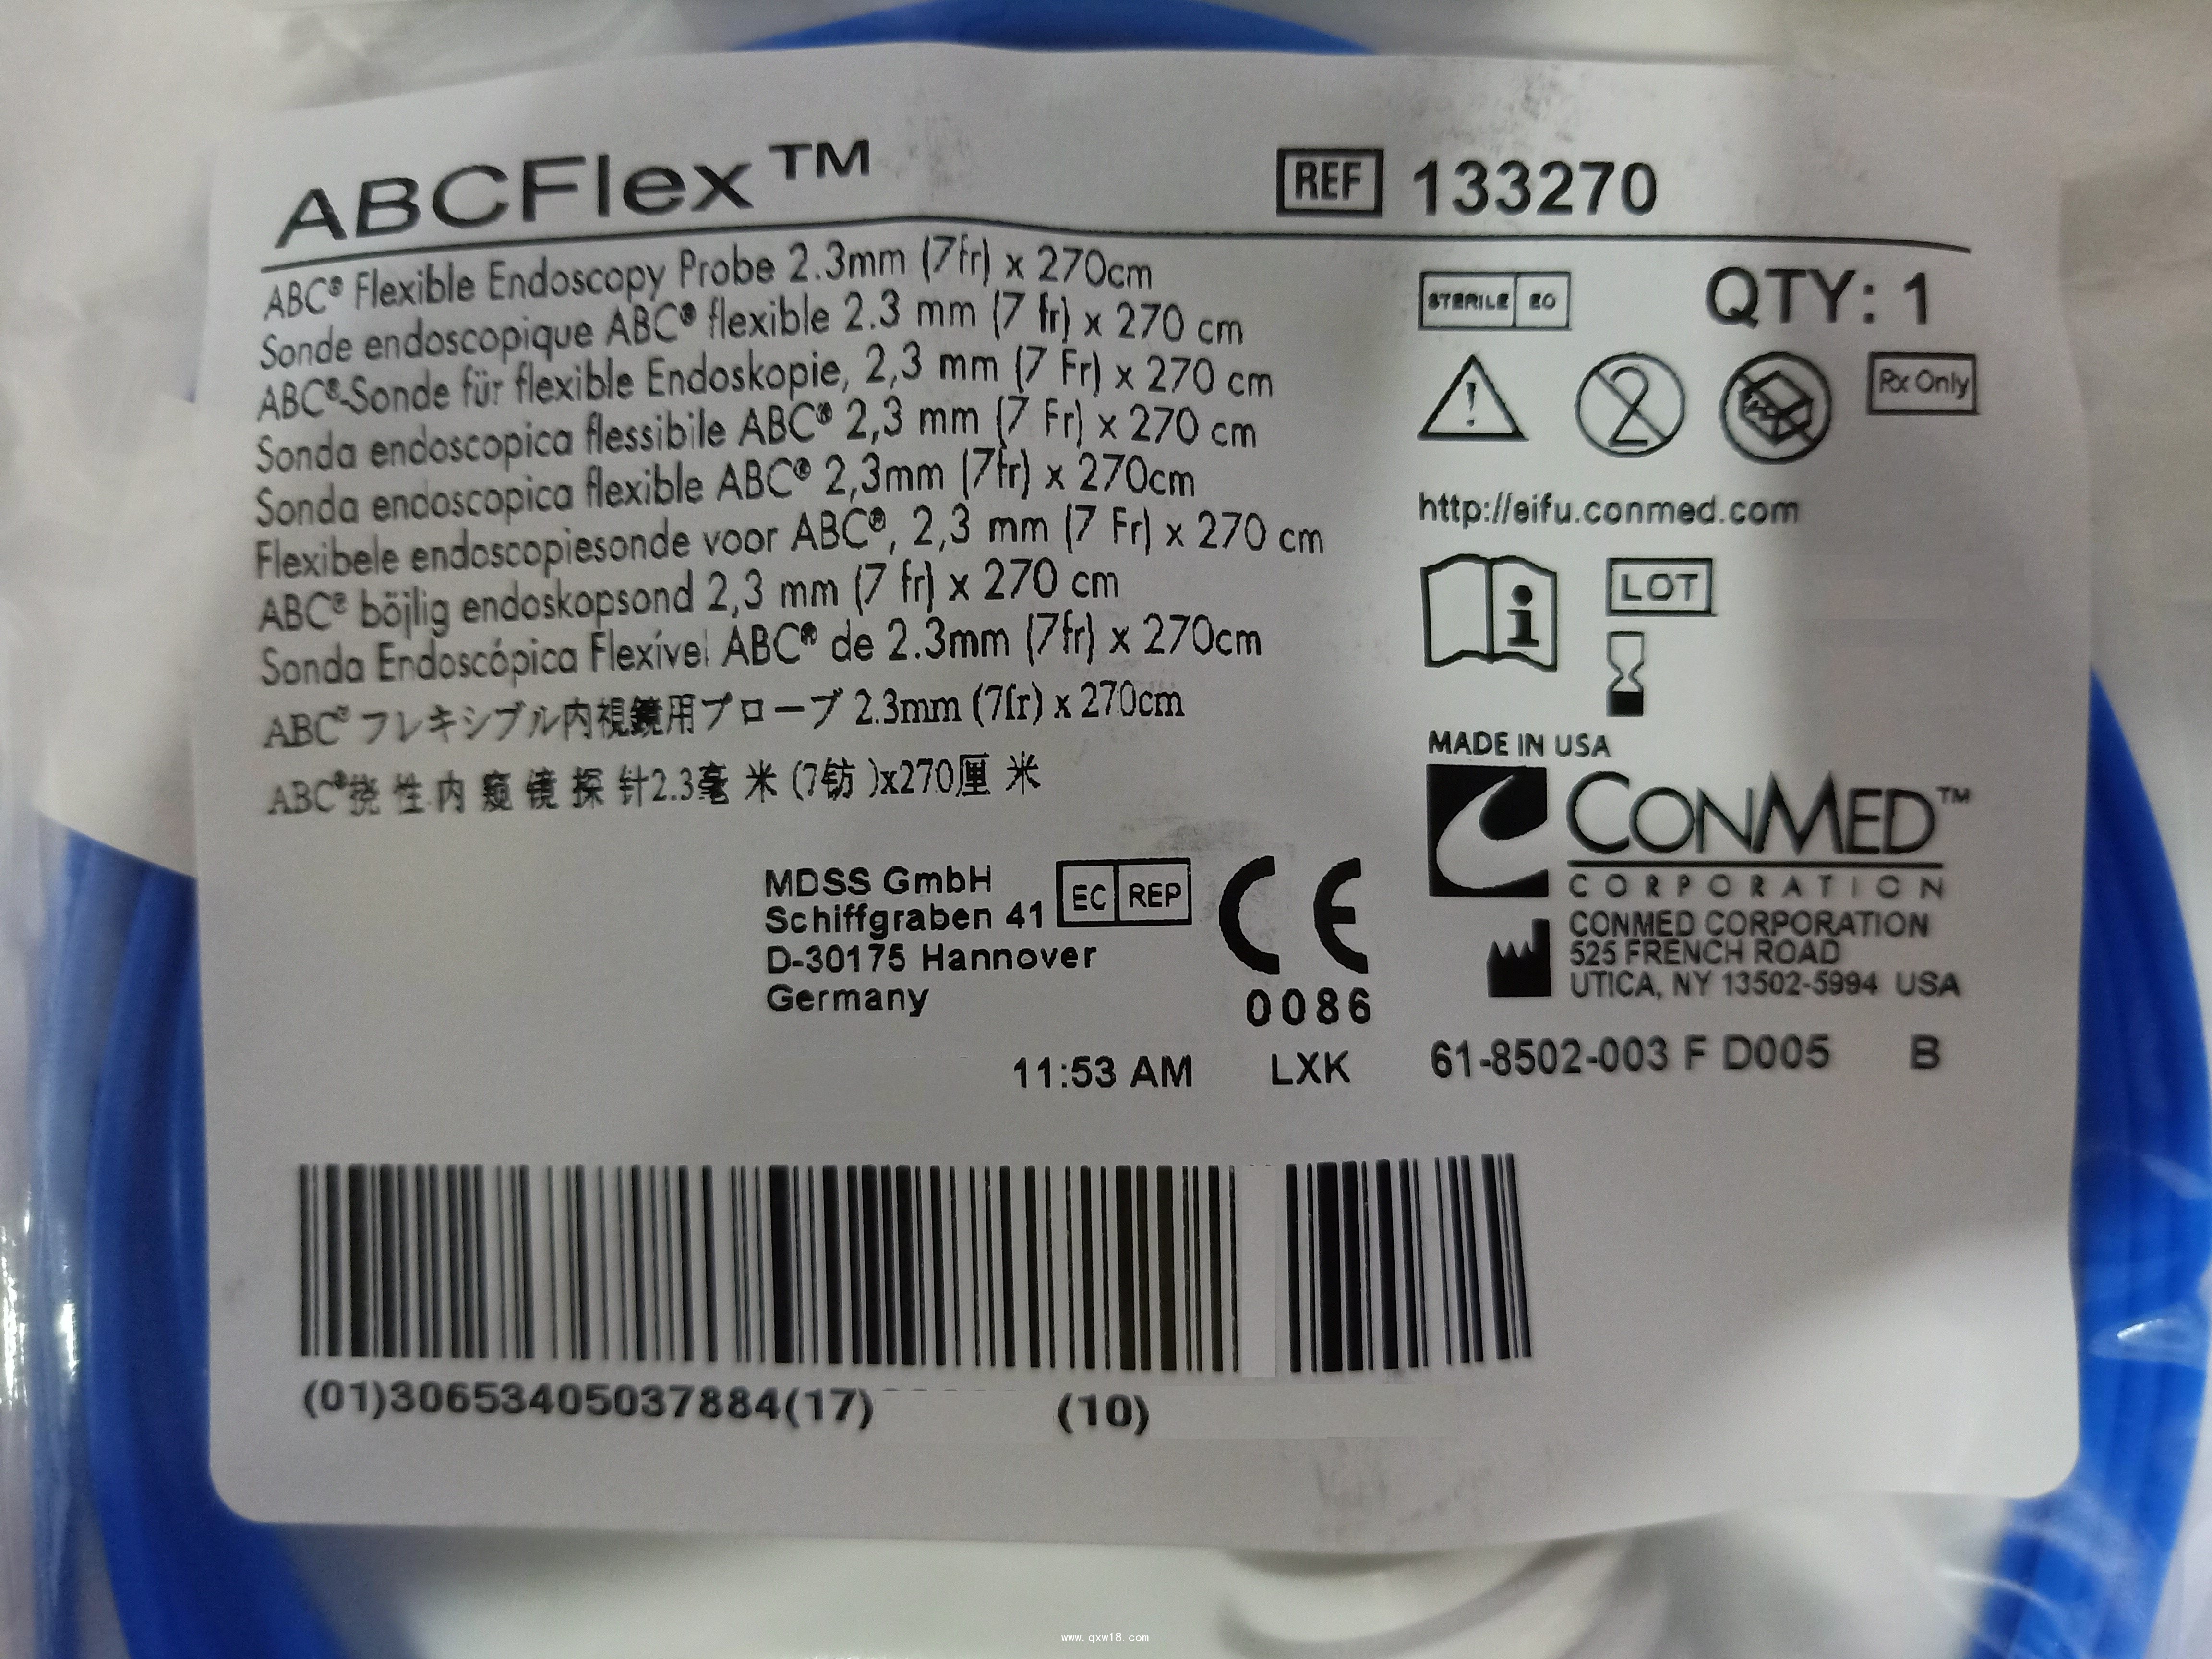 ABCFlex™
REF 133270
ABC® Flexible Endoscopy Probe 2.3mm (7fr) x 270cm
Sonde endoscopique ABC® flexible 2.3 mm (7 fr) x 270 cm
ABC®-Sonde für flexible Endoskopie, 2,3 mm (7 Fr) x 270 cm
Sonda endoscopica flessibile ABC® 2,3 mm (7 Fr) x 270 cm
Sonda endoscopica flexible ABC® 2,3mm (7fr) x 270cm
Flexibele endoscopiesonde voor ABC®, 2,3 mm (7 Fr) x 270 cm
ABC® böjlig endoskopsond 2,3 mm (7 fr) x 270 cm
Sonda Endoscópica Flexível ABC® de 2.3mm (7fr) x 270cm
ABC® フレキシブル内視鏡用プローブ 2.3mm (7fr) x 270cm
ABC®挠性内窥镜探针2.3毫米(7钫)x270厘米
STERILE EO
QTY: 1
2
Rx Only
http://eifu.conmed.com
i
LOT
MADE IN USA
CONMED™
CORPORATION
CONMED CORPORATION
525 FRENCH ROAD
UTICA, NY 13502-5994 USA
MDSS GmbH
Schiffgraben 41
D-30175 Hannover
Germany
EC REP
CE
0086
11:53 AM LXK 61-8502-003 F D005 B
(01)30653405037884(17) (10)
www.qxw18.com